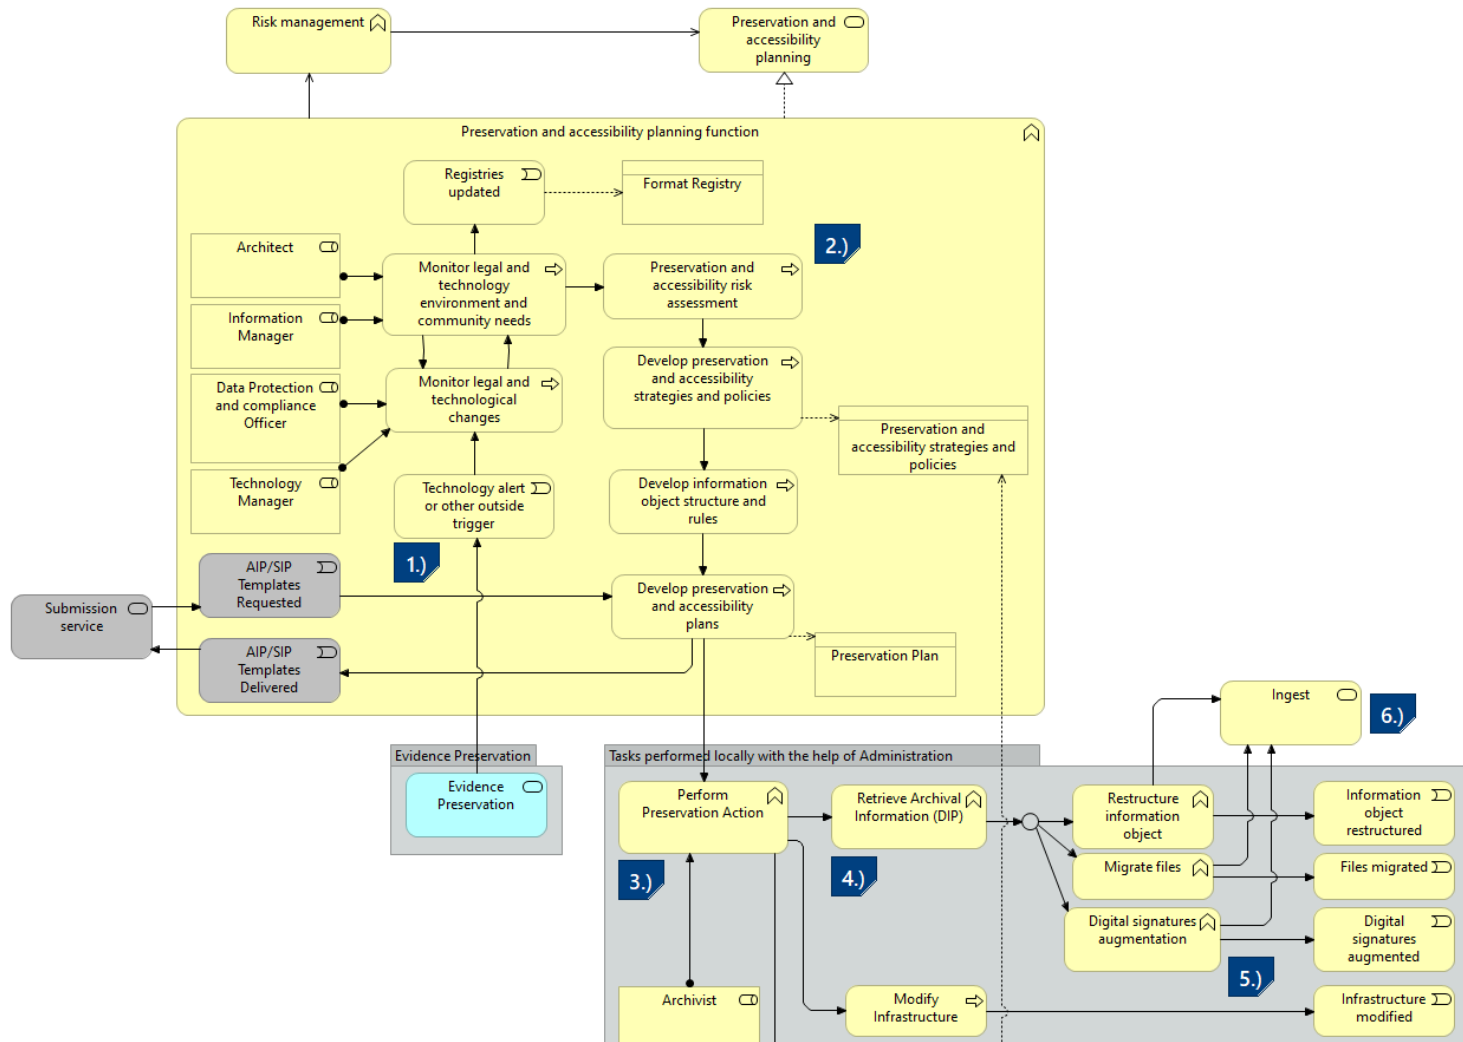 Risk management
Preservation and
accessibility
planning
Preservation and accessibility planning function
Registries
updated
Format Registry
2.)
Architect
Monitor legal and
technology
environment and
community needs
Preservation and
accessibility risk
assessment
Information
Manager
Data Protection
and compliance
Officer
Monitor legal and
technological
changes
Develop preservation
and accessibility
strategies and policies
Preservation and
accessibility strategies and
policies
Technology
Manager
Technology alert
or other outside
trigger
Develop information
object structure and
rules
1.)
AIP/SIP
Templates
Requested
Develop preservation
and accessibility
plans
Submission
service
AIP/SIP
Templates
Delivered
Preservation Plan
Ingest
6.)
Evidence Preservation
Evidence
Preservation
Tasks performed locally with the help of Administration
Perform
Preservation Action
Retrieve Archival
Information (DIP)
Restructure
information
object
Information
object
restructured
3.)
4.)
Migrate files
Files migrated
Digital signatures
augmentation
Digital
signatures
augmented
5.)
Archivist
Modify
Infrastructure
Infrastructure
modified